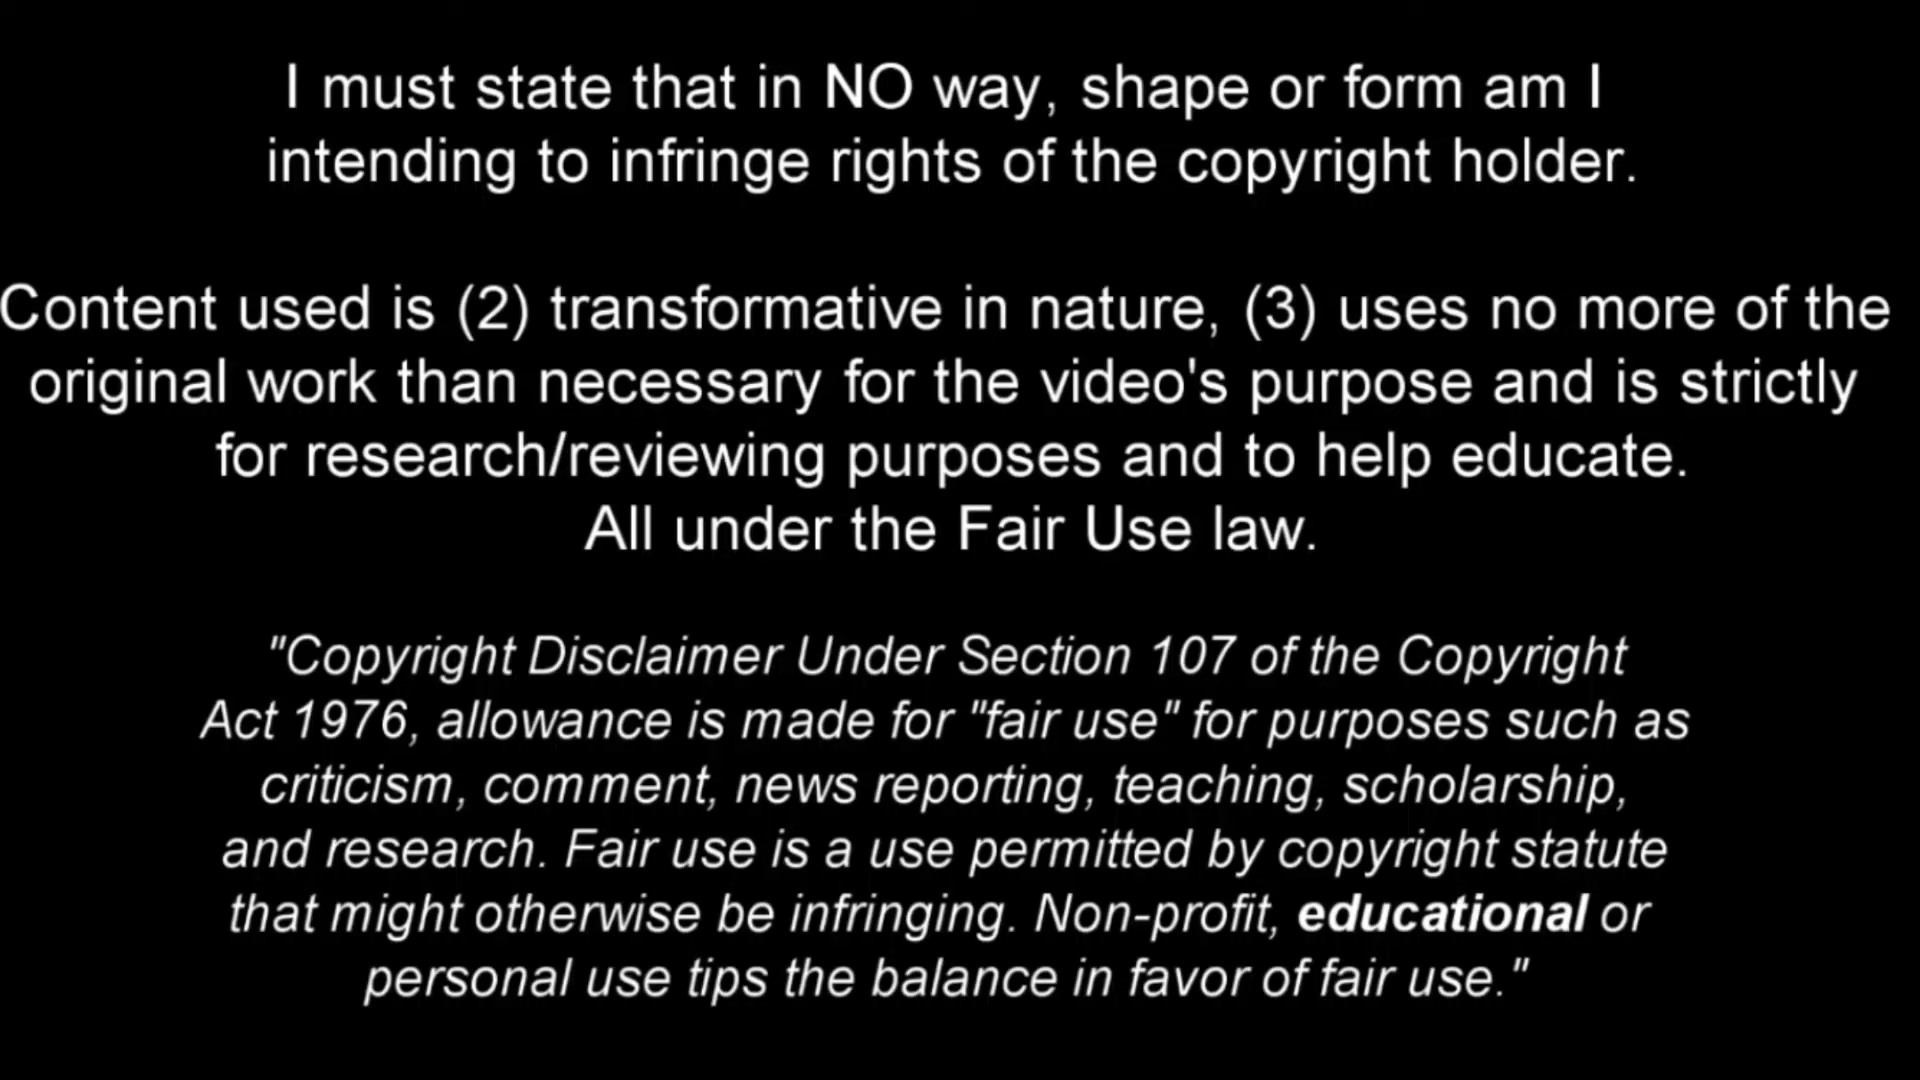 I must state that in NO way, shape or form am I
intending to infringe rights of the copyright holder.
Content used is (2) transformative in nature, (3) uses no more of the
original work than necessary for the video's purpose and is strictly
for research/reviewing purposes and to help educate.
All under the Fair Use law.
"Copyright Disclaimer Under Section 107 of the Copyright
Act 1976, allowance is made for "fair use" for purposes such as
criticism, comment, news reporting, teaching, scholarship,
and research. Fair use is a use permitted by copyright statute
that might otherwise be infringing. Non-profit, educational or
personal use tips the balance in favor of fair use."